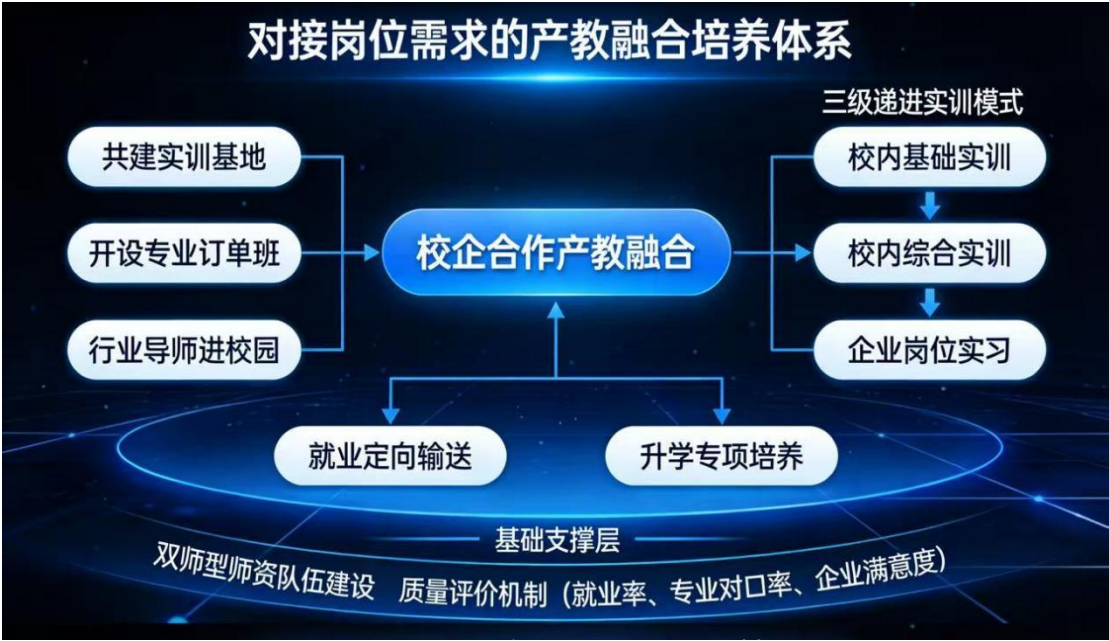 对接岗位需求的产教融合培养体系
三级递进实训模式
共建实训基地
校内基础实训
开设专业订单班
校企合作产教融合
校内综合实训
行业导师进校园
企业岗位实习
就业定向输送
升学专项培养
基础支撑层
双师型师资队伍建设 质量评价机制（就业率、专业对口率、企业满意度）